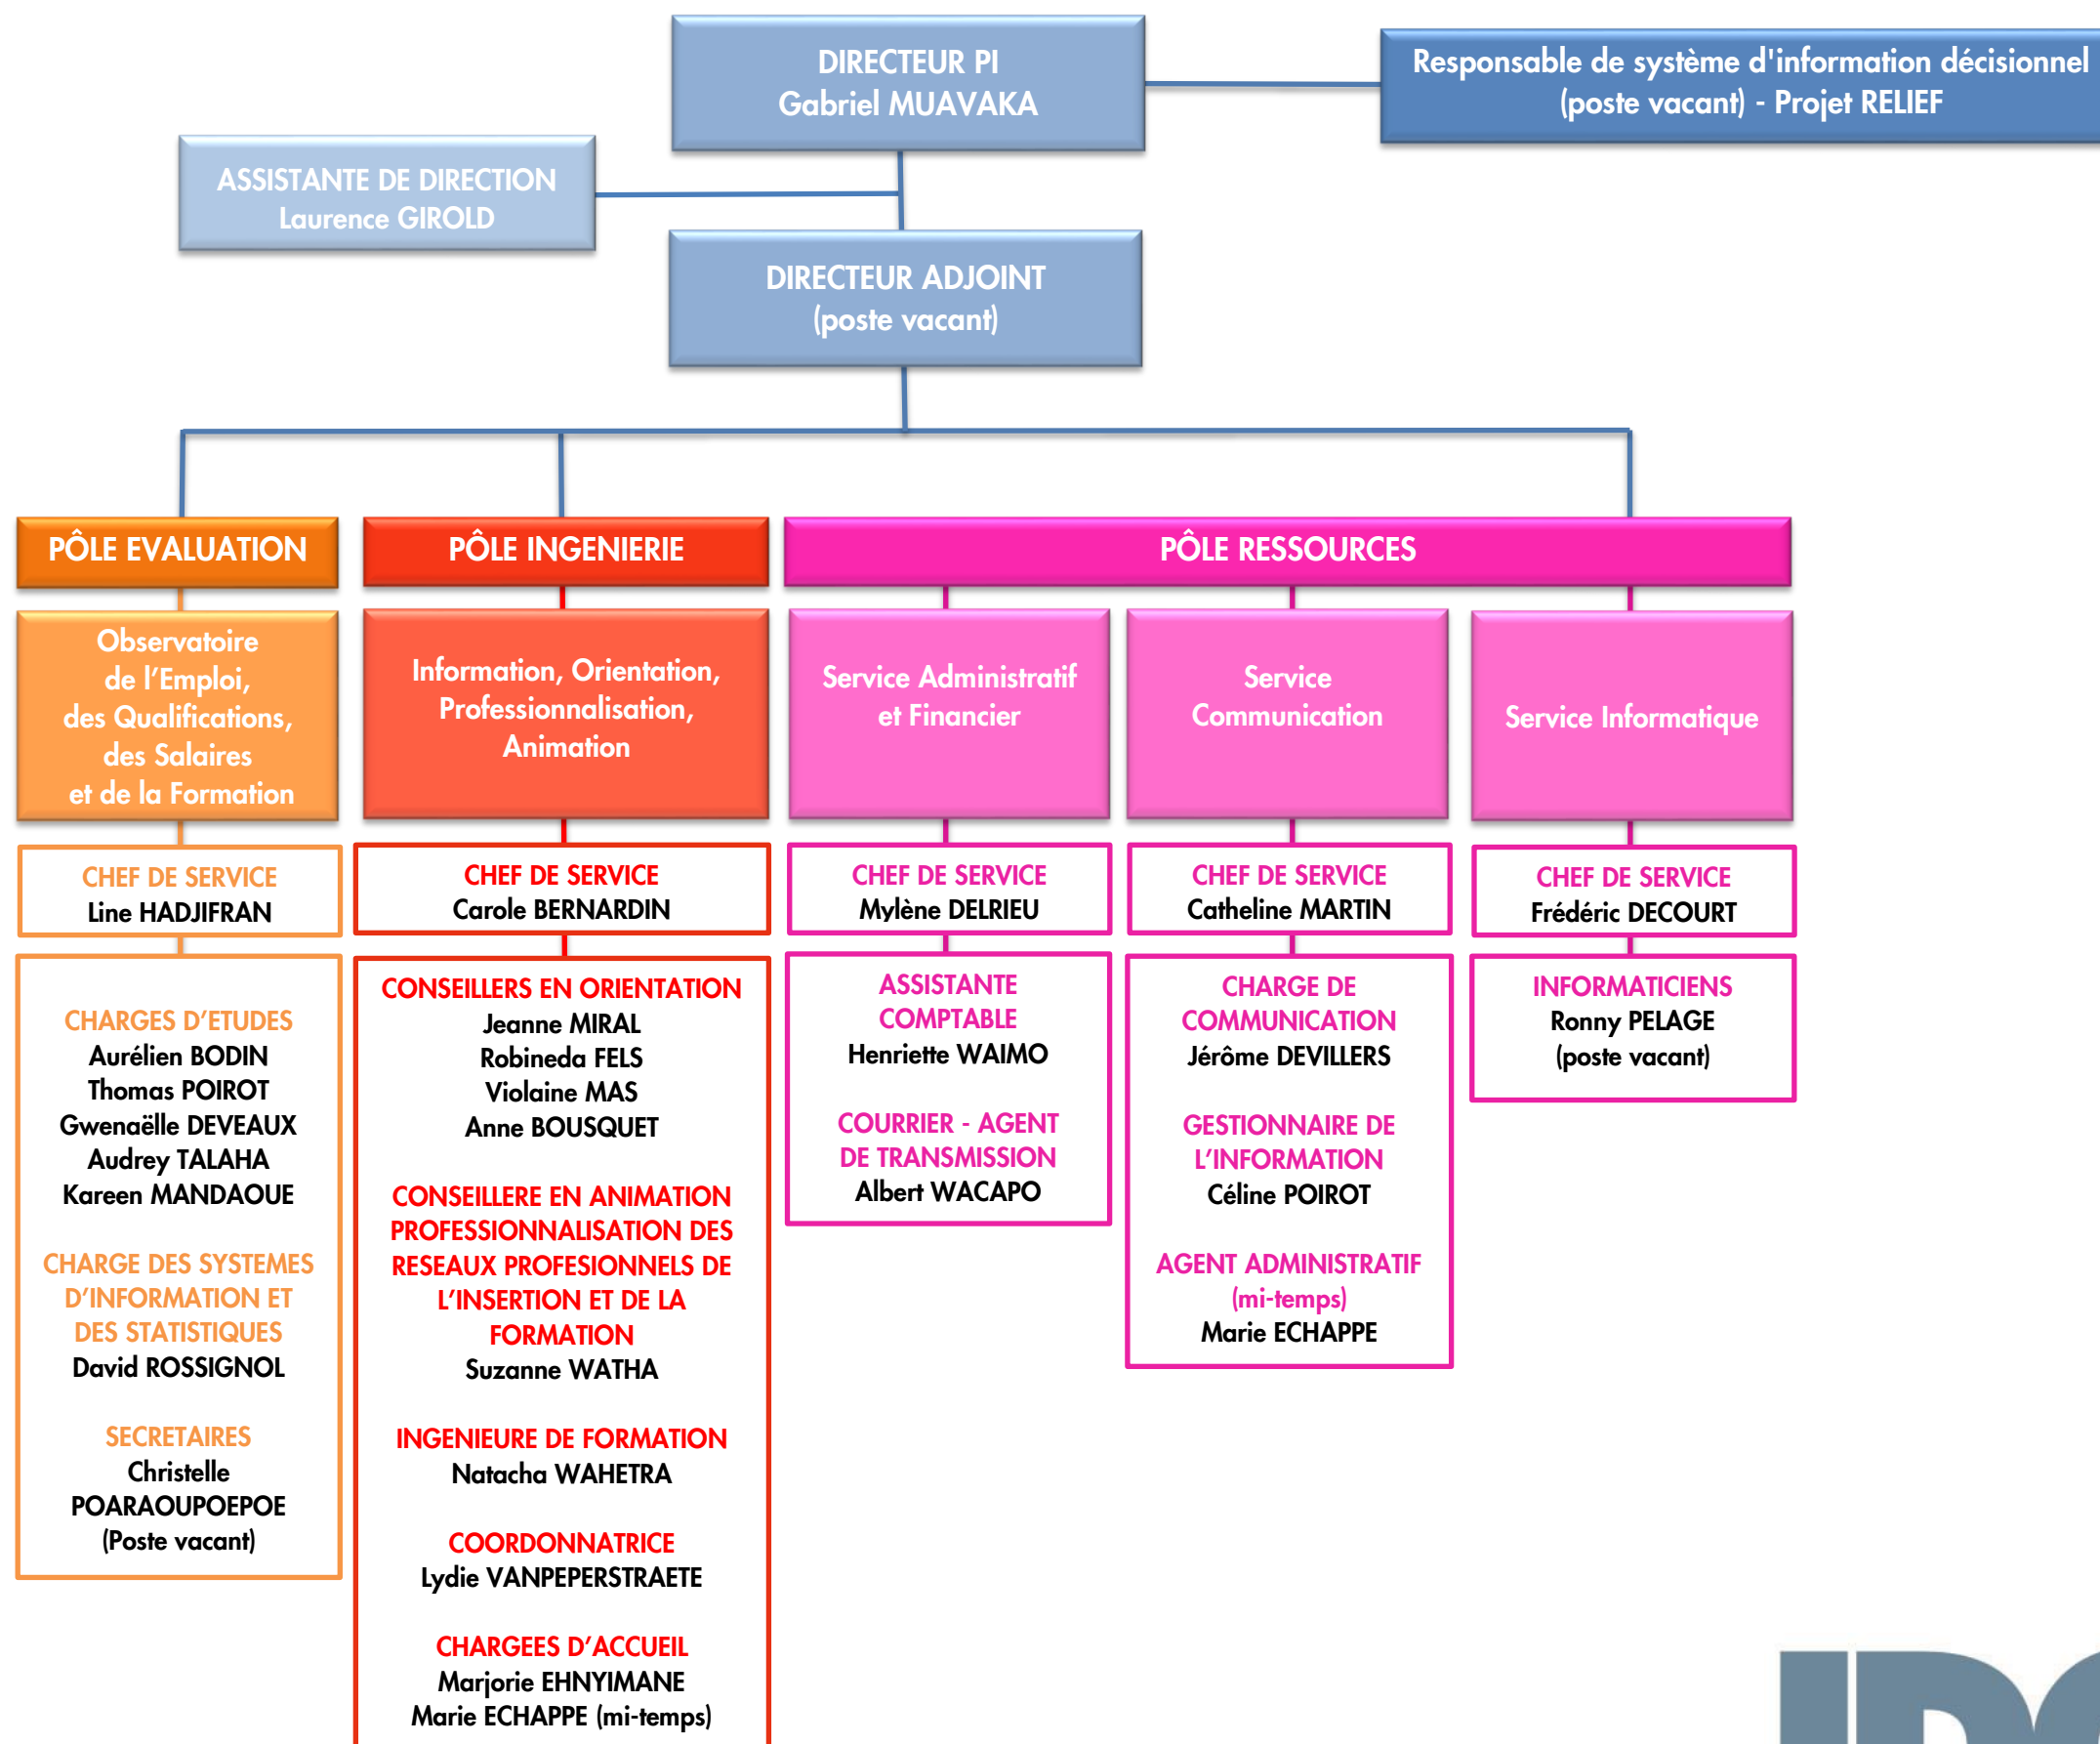 DIRECTEUR PI
Gabriel MUAVAKA
Responsable de système d'information décisionnel
(poste vacant) - Projet RELIEF
ASSISTANTE DE DIRECTION
Laurence GIROLD
DIRECTEUR ADJOINT
(poste vacant)
PÔLE EVALUATION
Observatoire
de l’Emploi,
des Qualifications,
des Salaires
et de la Formation
CHEF DE SERVICE
Line HADJIFRAN
CHARGES D’ETUDES
Aurélien BODIN
Thomas POIROT
Gwenaëlle DEVEAUX
Audrey TALAHA
Kareen MANDAOUE
CHARGE DES SYSTEMES
D’INFORMATION ET
DES STATISTIQUES
David ROSSIGNOL
SECRETAIRES
Christelle
POARAOUPOEPOE
(Poste vacant)
PÔLE INGENIERIE
Information, Orientation,
Professionnalisation,
Animation
CHEF DE SERVICE
Carole BERNARDIN
CONSEILLERS EN ORIENTATION
Jeanne MIRAL
Robineda FELS
Violaine MAS
Anne BOUSQUET
CONSEILLERE EN ANIMATION
PROFESSIONNALISATION DES
RESEAUX PROFESIONNELS DE
L’INSERTION ET DE LA
FORMATION
Suzanne WATHA
INGENIEURE DE FORMATION
Natacha WAHETRA
COORDONNATRICE
Lydie VANPEPERSTRAETE
CHARGEES D’ACCUEIL
Marjorie EHNYIMANE
Marie ECHAPPE (mi-temps)
PÔLE RESSOURCES
Service Administratif
et Financier
CHEF DE SERVICE
Mylène DELRIEU
ASSISTANTE
COMPTABLE
Henriette WAIMO
COURRIER - AGENT
DE TRANSMISSION
Albert WACAPO
Service
Communication
CHEF DE SERVICE
Catheline MARTIN
CHARGE DE
COMMUNICATION
Jérôme DEVILLERS
GESTIONNAIRE DE
L’INFORMATION
Céline POIROT
AGENT ADMINISTRATIF
(mi-temps)
Marie ECHAPPE
Service Informatique
CHEF DE SERVICE
Frédéric DECOURT
INFORMATICIENS
Ronny PELAGE
(poste vacant)